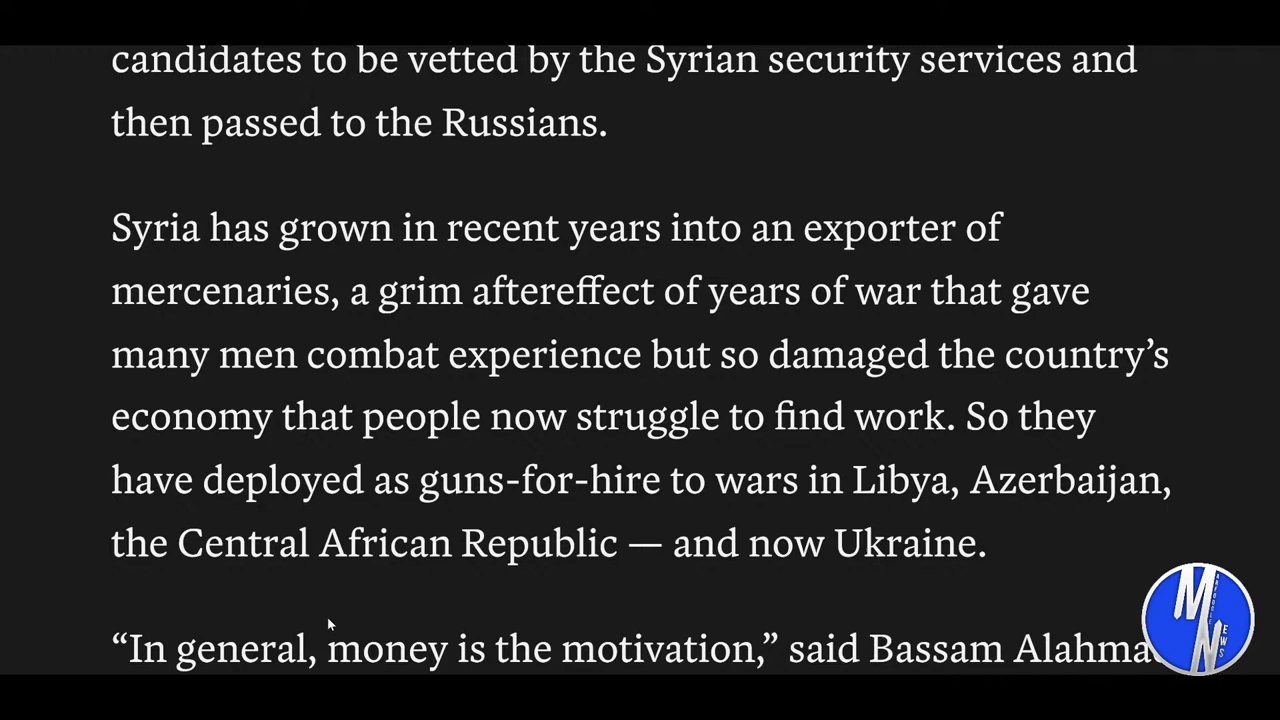 candidates to be vetted by the Syrian security services and
then passed to the Russians.
Syria has grown in recent years into an exporter of
mercenaries, a grim aftereffect of years of war that gave
many men combat experience but so damaged the country’s
economy that people now struggle to find work. So they
have deployed as guns-for-hire to wars in Libya, Azerbaijan,
the Central African Republic — and now Ukraine.
“In general, money is the motivation,” said Bassam Alahma